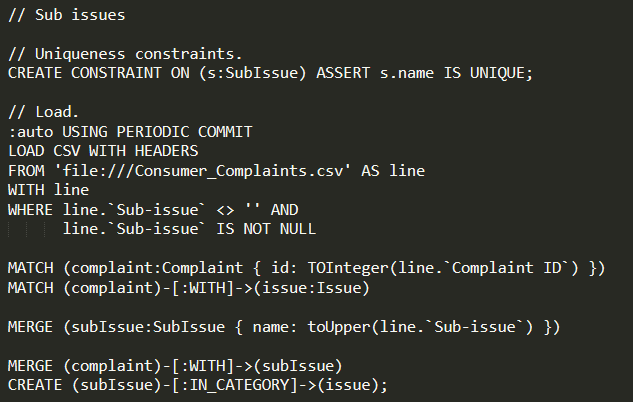 // Sub issues
// Uniqueness constraints.
CREATE CONSTRAINT ON (s:SubIssue) ASSERT s.name IS UNIQUE;
// Load.
:auto USING PERIODIC COMMIT
LOAD CSV WITH HEADERS
FROM 'file:///Consumer_Complaints.csv' AS line
WITH line
WHERE line.`Sub-issue` <> '' AND
line.`Sub-issue` IS NOT NULL
MATCH (complaint:Complaint { id: TOInteger(line.`Complaint ID`) })
MATCH (complaint)-[:WITH]->(issue:Issue)
MERGE (subIssue:SubIssue { name: toUpper(line.`Sub-issue`) })
MERGE (complaint)-[:WITH]->(subIssue)
CREATE (subIssue)-[:IN_CATEGORY]->(issue);